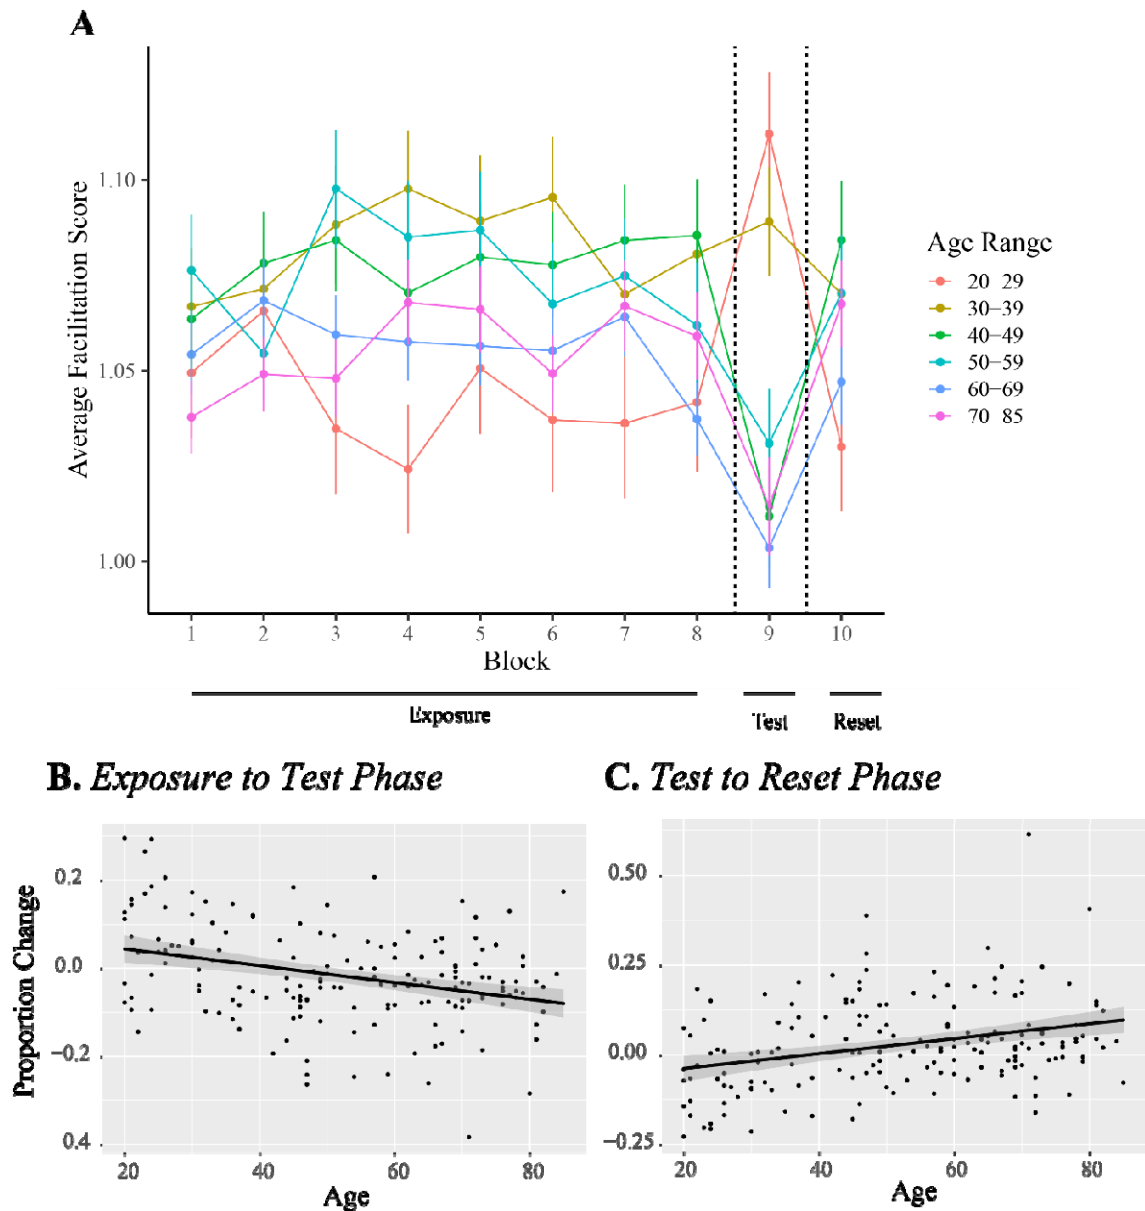 A
Average Facilitation Score
1.10
1.05
1.00
1 2 3 4 5 6 7 8 9 10
Block
Exposure Test Reset
Age Range
20 29
30−39
40−49
50−59
60−69
70 85
B. Exposure to Test Phase
Proportion Change
0.2
0.0
−0.2
0.4
20 40 60 80
Age
C. Test to Reset Phase
0.50
0.25
0.00
−0.25
20 40 60 80
Age